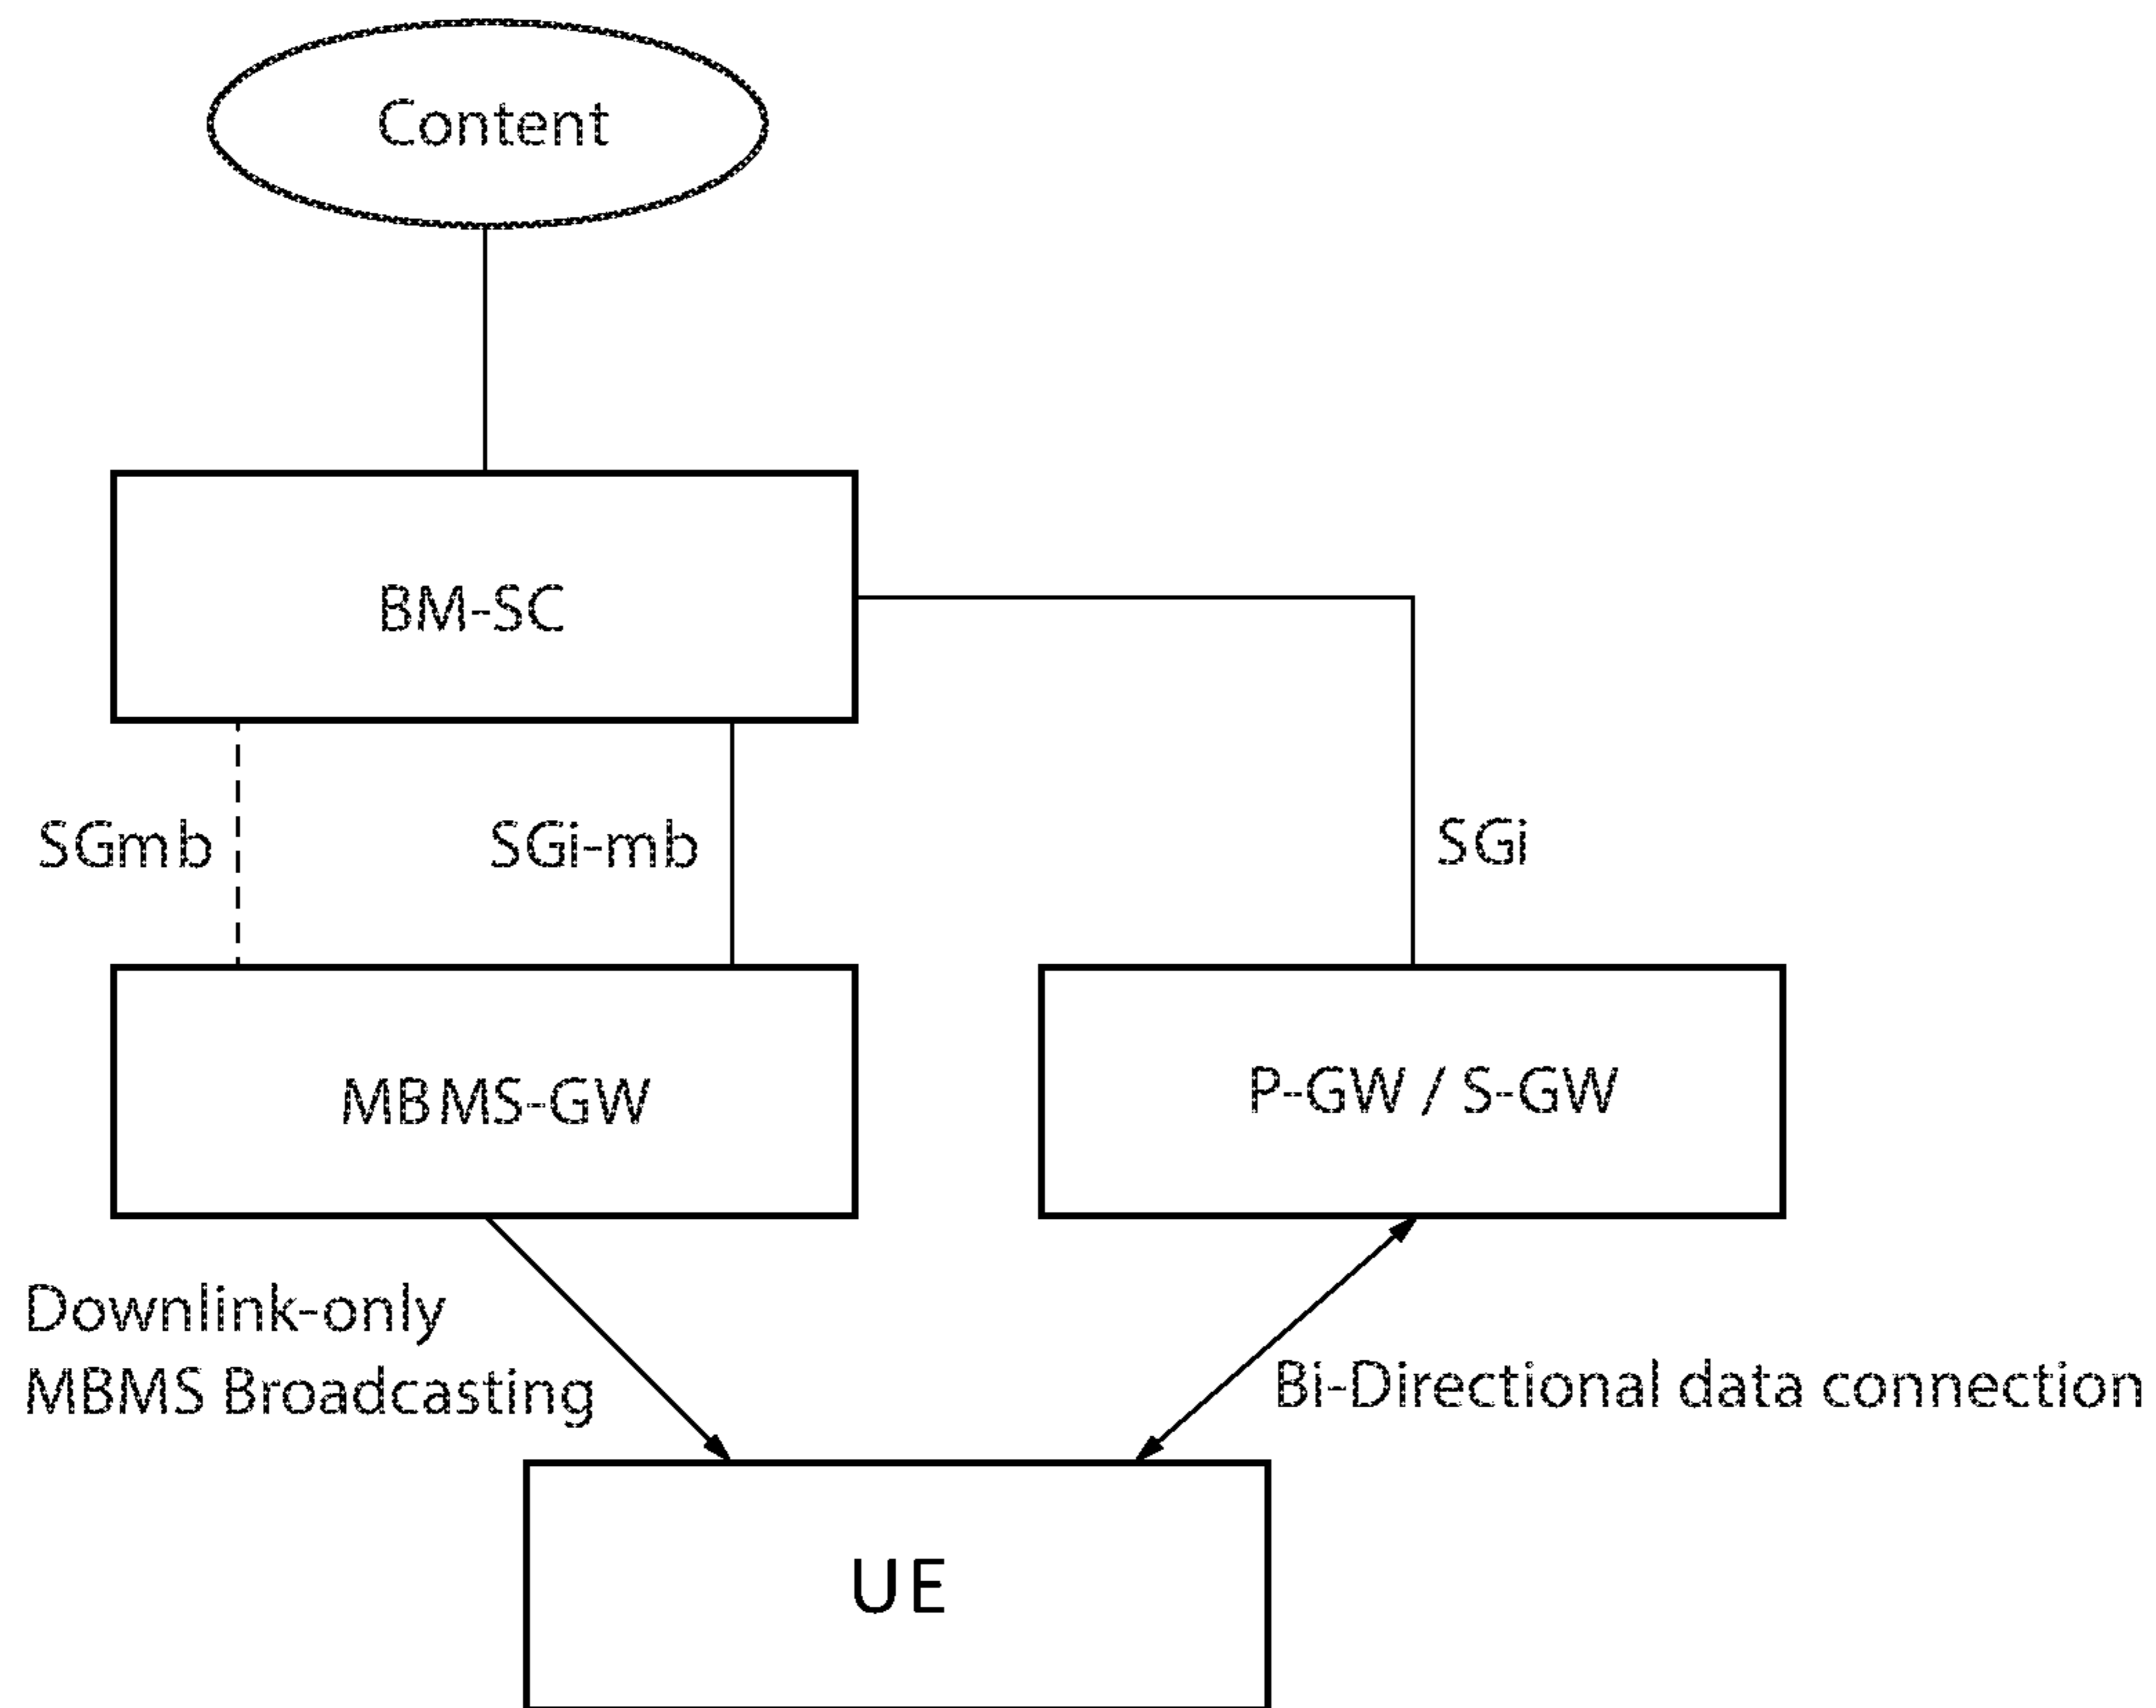 Content
BM-SC
SGmb
SGi-mb
SGi
MBMS-GW
P-GW / S-GW
Downlink-only
MBMS Broadcasting
Bi-Directional data connection
UE